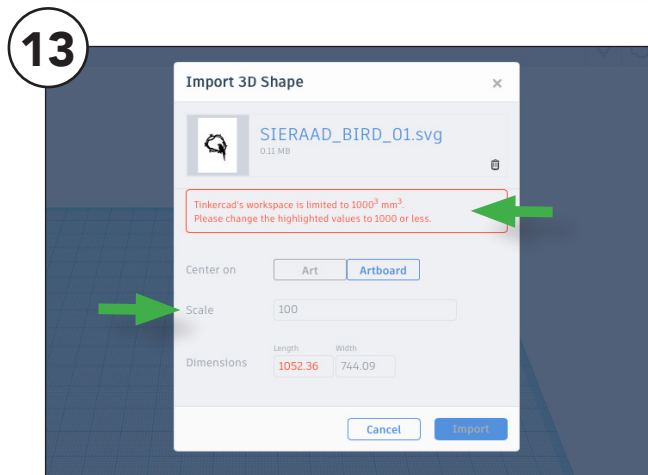 13
Import 3D Shape ×
SIERAAD_BIRD_01.svg
0.11 MB
Tinkercad's workspace is limited to 1000³ mm³.
Please change the highlighted values to 1000 or less.
Center on Art Artboard
Scale 100
Length Width
Dimensions 1052.36 744.09
Cancel Import